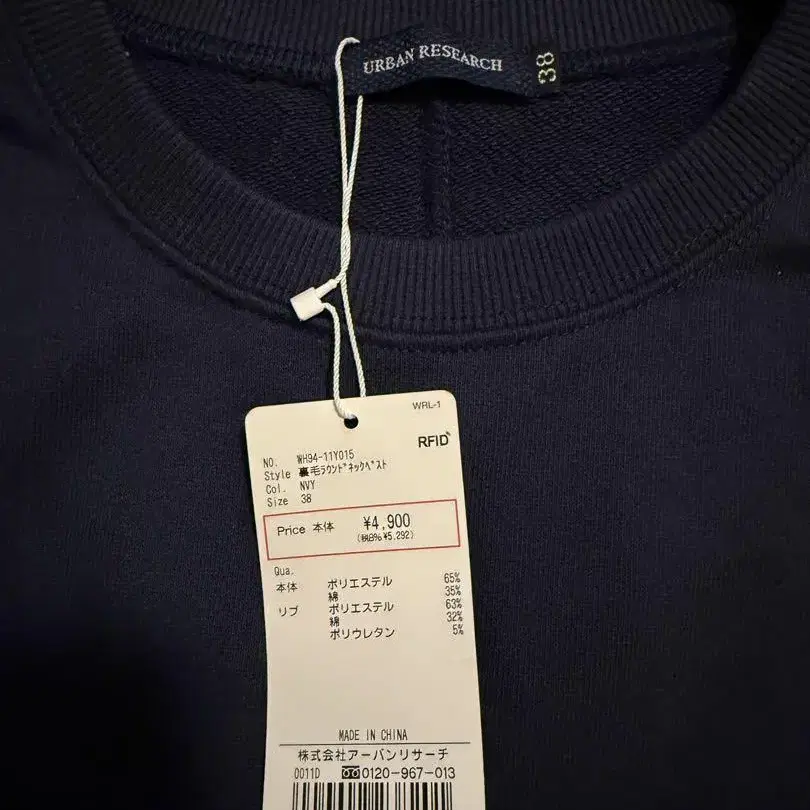 URBAN RESEARCH
38
WRL-1
RFID
NO. WH94-11Y015
Style 裏毛ラウンドネックベスト
Col. NVY
Size 38
Price 本体 ¥4,900
(税8% ¥5,292)
Qua.
本体 ポリエステル 65%
綿 35%
リブ ポリエステル 63%
綿 32%
ポリウレタン 5%
MADE IN CHINA
株式会社アーバンリサーチ
0011D 0120-967-013